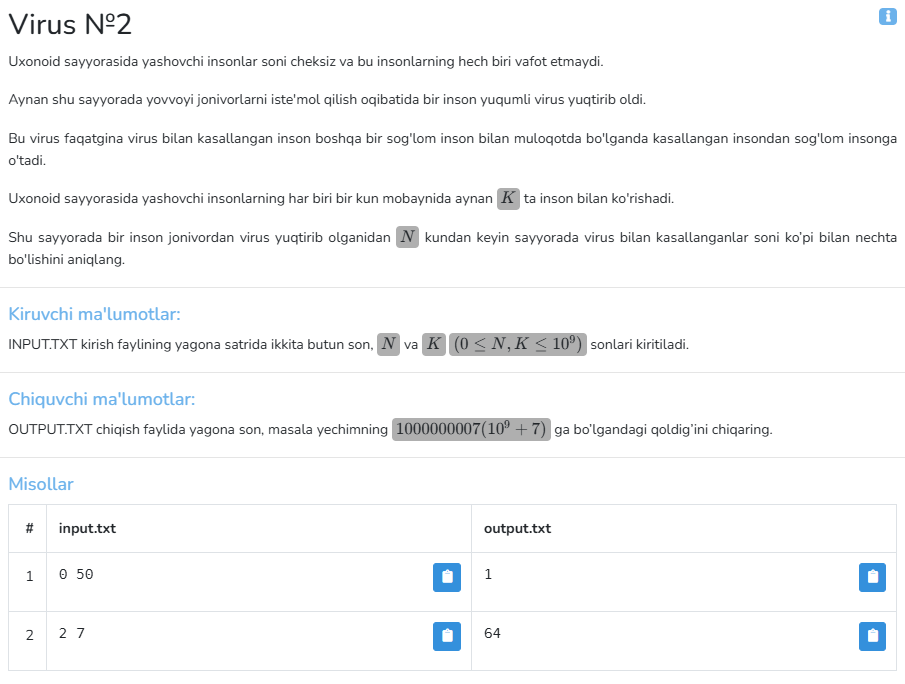 Virus №2
Uxonoid sayyorasida yashovchi insonlar soni cheksiz va bu insonlarning hech biri vafot etmaydi.
Aynan shu sayyorada yovvoyi jonivorlarni iste'mol qilish oqibatida bir inson yuqumli virus yuqtirib oldi.
Bu virus faqatgina virus bilan kasallangan inson boshqa bir sog'lom inson bilan muloqotda bo'lganda kasallangan insondan sog'lom insonga
o'tadi.
Uxonoid sayyorasida yashovchi insonlarning har biri bir kun mobaynida aynan K ta inson bilan ko'rishadi.
Shu sayyorada bir inson jonivordan virus yuqtirib olganidan N kundan keyin sayyorada virus bilan kasallanganlar soni ko'pi bilan nechta
bo'lishini aniqlang.
Kiruvchi ma'lumotlar:
INPUT.TXT kirish faylining yagona satrida ikkita butun son, N va K (0 ≤ N, K ≤ 10⁹) sonlari kiritiladi.
Chiquvchi ma'lumotlar:
OUTPUT.TXT chiqish faylida yagona son, masala yechimning 1000000007(10⁹ + 7) ga bo'lgandagi qoldig'ini chiqaring.
Misollar
# input.txt output.txt
1 0 50 1
2 2 7 64